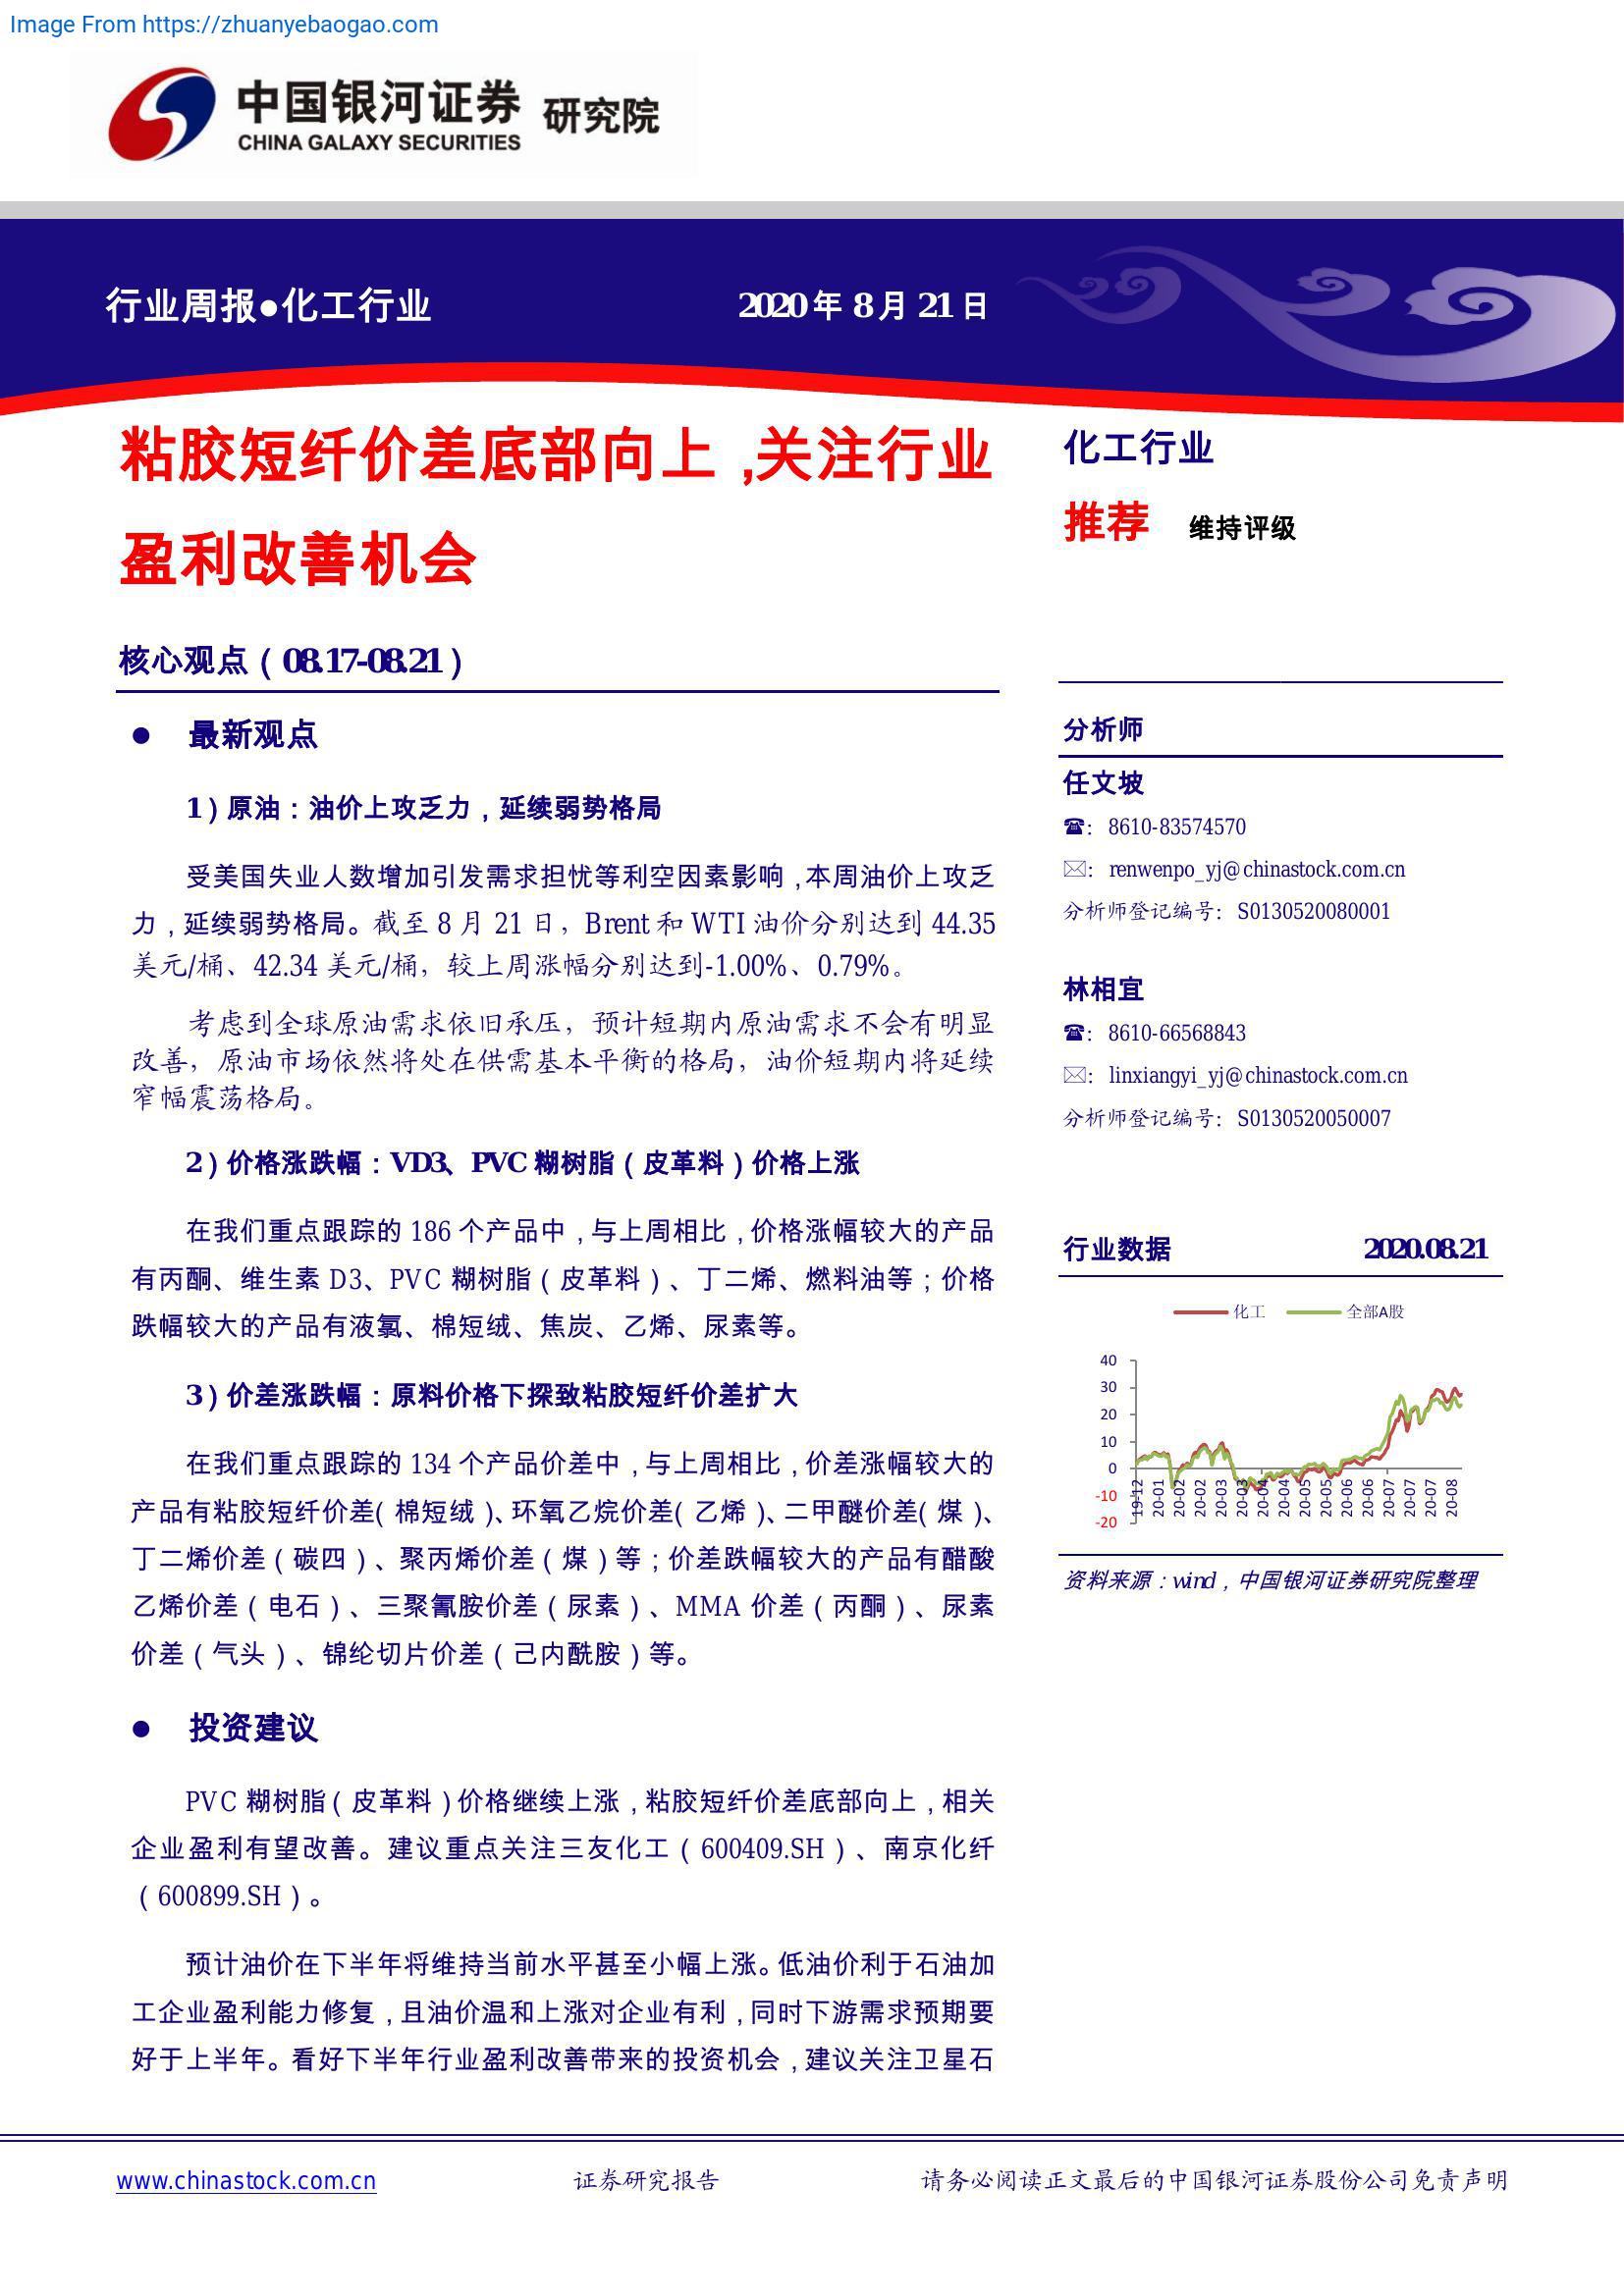 Image From https://zhuanyebaogao.com
中国银河证券 研究院
CHINA GALAXY SECURITIES
行业周报●化工行业
2020 年 8 月 21 日
粘胶短纤价差底部向上,关注行业
盈利改善机会
核心观点(08.17-08.21)
● 最新观点
1)原油:油价上攻乏力,延续弱势格局
受美国失业人数增加引发需求担忧等利空因素影响,本周油价上攻乏
力,延续弱势格局。截至 8 月 21 日,Brent 和 WTI 油价分别达到 44.35
美元/桶、42.34 美元/桶,较上周涨幅分别达到-1.00%、0.79%。
考虑到全球原油需求依旧承压,预计短期内原油需求不会有明显
改善,原油市场依然将处在供需基本平衡的格局,油价短期内将延续
窄幅震荡格局。
2)价格涨跌幅:VD3、PVC 糊树脂(皮革料)价格上涨
在我们重点跟踪的 186 个产品中,与上周相比,价格涨幅较大的产品
有丙酮、维生素 D3、PVC 糊树脂(皮革料)、丁二烯、燃料油等;价格
跌幅较大的产品有液氯、棉短绒、焦炭、乙烯、尿素等。
3)价差涨跌幅:原料价格下探致粘胶短纤价差扩大
在我们重点跟踪的 134 个产品价差中,与上周相比,价差涨幅较大的
产品有粘胶短纤价差(棉短绒)、环氧乙烷价差(乙烯)、二甲醚价差(煤)、
丁二烯价差(碳四)、聚丙烯价差(煤)等;价差跌幅较大的产品有醋酸
乙烯价差(电石)、三聚氰胺价差(尿素)、MMA 价差(丙酮)、尿素
价差(气头)、锦纶切片价差(己内酰胺)等。
● 投资建议
PVC 糊树脂(皮革料)价格继续上涨,粘胶短纤价差底部向上,相关
企业盈利有望改善。建议重点关注三友化工(600409.SH)、南京化纤
(600899.SH)。
预计油价在下半年将维持当前水平甚至小幅上涨。低油价利于石油加
工企业盈利能力修复,且油价温和上涨对企业有利,同时下游需求预期要
好于上半年。看好下半年行业盈利改善带来的投资机会,建议关注卫星石
化工行业
推荐 维持评级
分析师
任文坡
☎: 8610-83574570
✉: renwenpo_yj@chinastock.com.cn
分析师登记编号: S0130520080001
林相宜
☎: 8610-66568843
✉: linxiangyi_yj@chinastock.com.cn
分析师登记编号: S0130520050007
行业数据 2020.08.21
化工 全部A股
40
30
20
10
0
-10
-20
19-12 20-01 20-02 20-02 20-03 20-03 20-04 20-04 20-05 20-05 20-06 20-06 20-07 20-07 20-07 20-08
资料来源:wind,中国银河证券研究院整理
www.chinastock.com.cn
证券研究报告
请务必阅读正文最后的中国银河证券股份公司免责声明